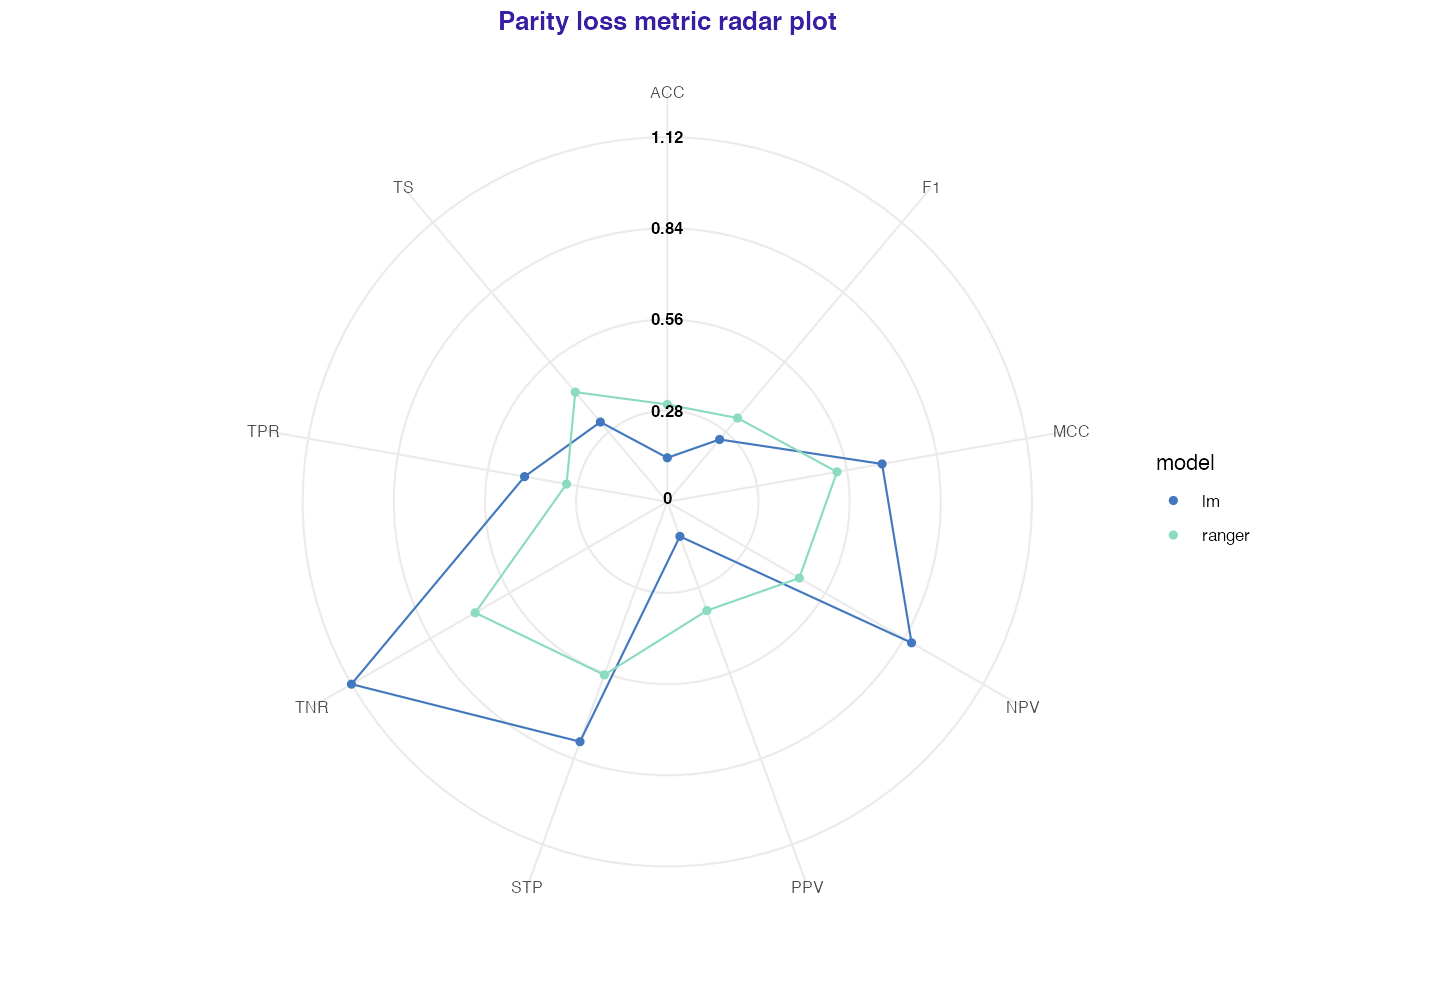 Parity loss metric radar plot
ACC
1.12
TS
F1
0.84
0.56
0.28
TPR
MCC
0
model
lm
ranger
TNR
NPV
STP
PPV